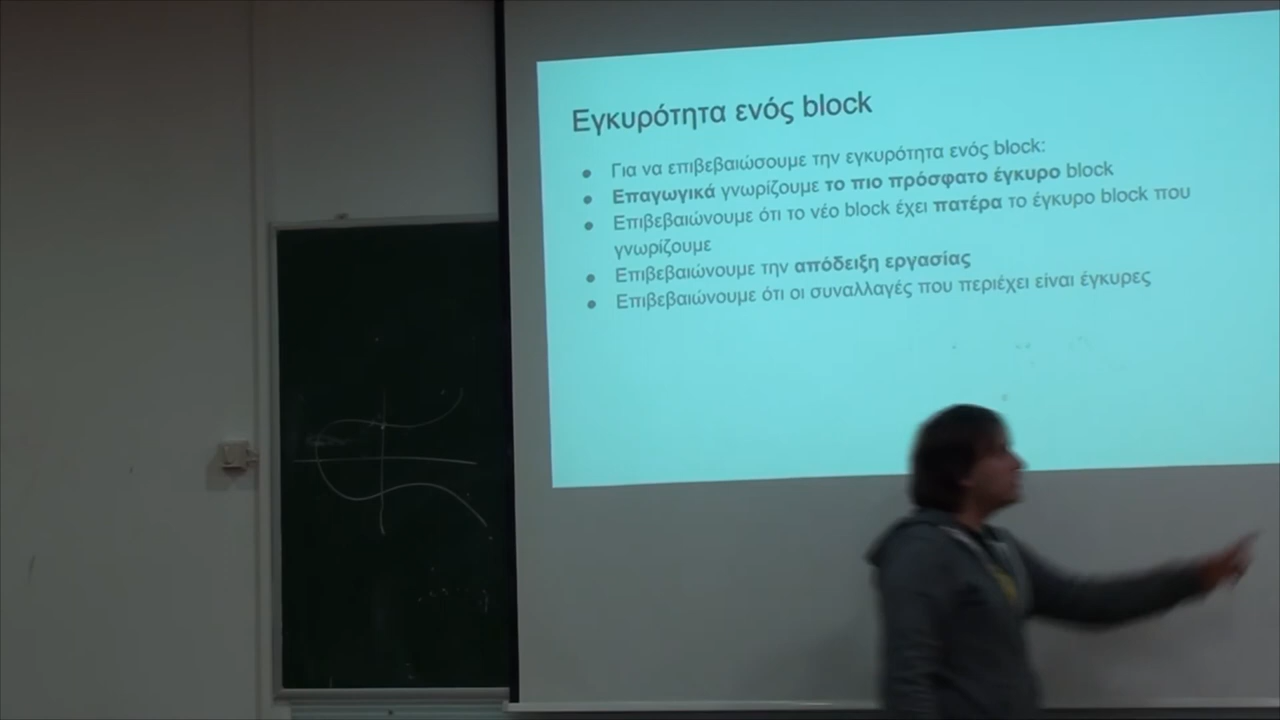 Εγκυρότητα ενός block
● Για να επιβεβαιώσουμε την εγκυρότητα ενός block:
● Επαγωγικά γνωρίζουμε το πιο πρόσφατο έγκυρο block
● Επιβεβαιώνουμε ότι το νέο block έχει πατέρα το έγκυρο block που
γνωρίζουμε
● Επιβεβαιώνουμε την απόδειξη εργασίας
● Επιβεβαιώνουμε ότι οι συναλλαγές που περιέχει είναι έγκυρες